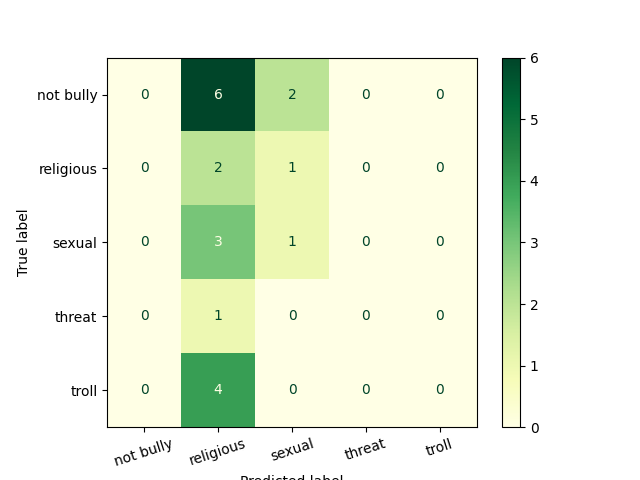 not bully 0 6 2 0 0
religious 0 2 1 0 0
sexual 0 3 1 0 0
threat 0 1 0 0 0
troll 0 4 0 0 0
not bully religious sexual threat troll
Predicted label
True label
6
5
4
3
2
1
0